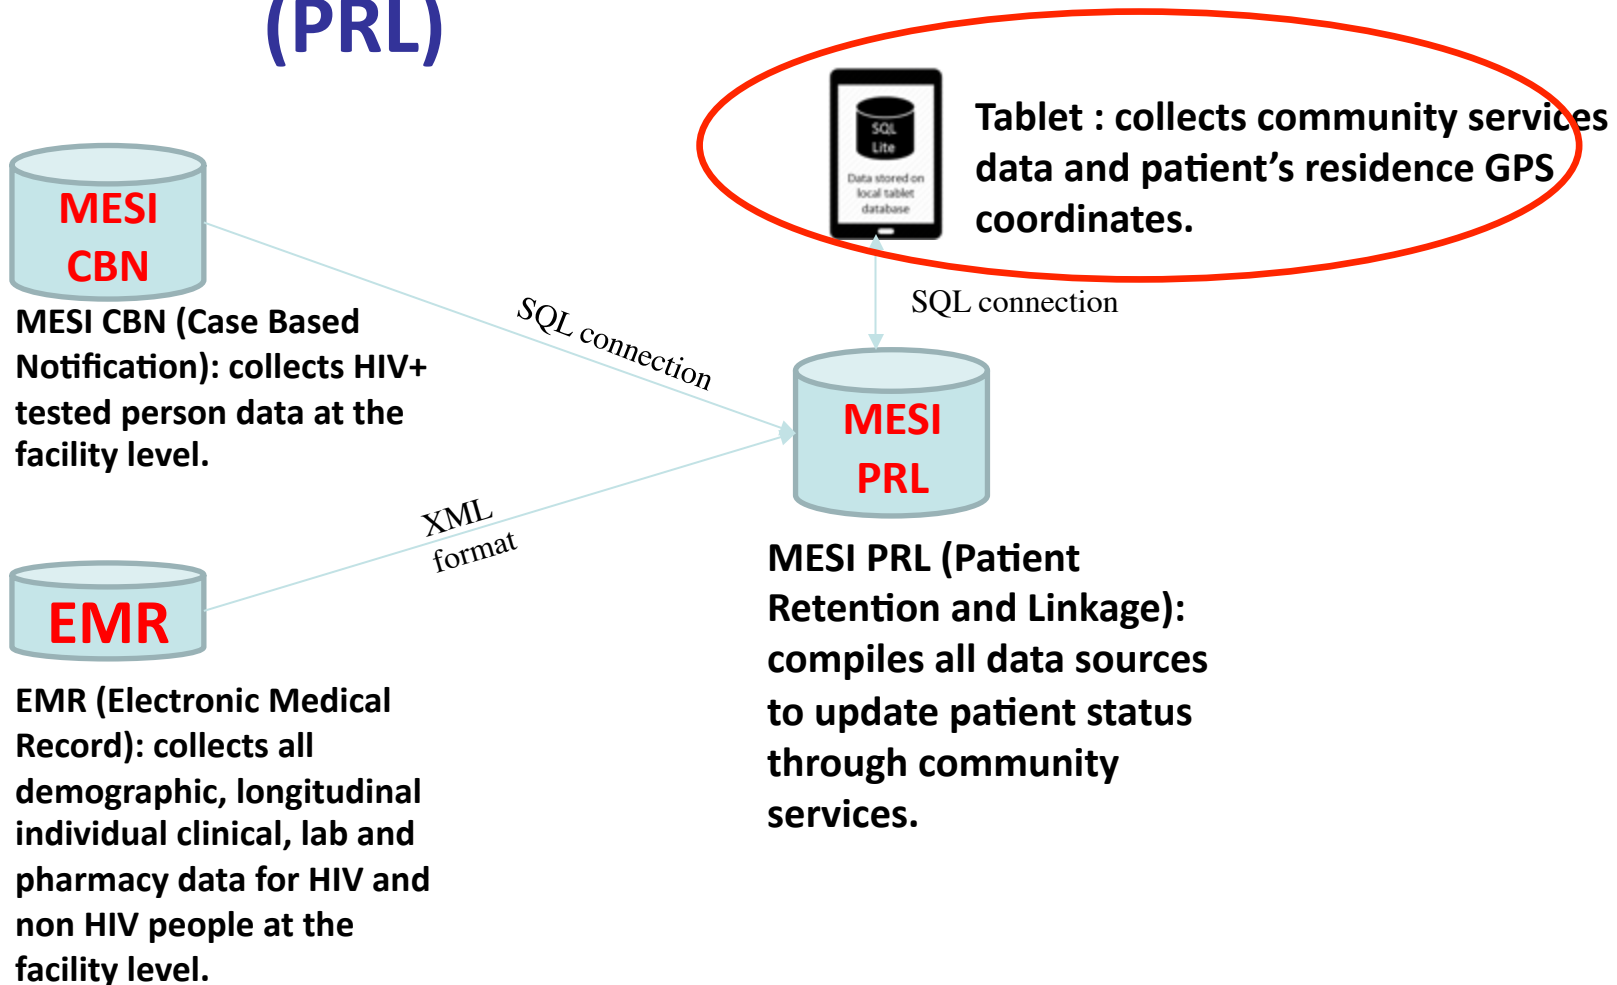 (PRL)
SQL
Lite
Data stored on
local tablet
database
Tablet : collects community services
data and patient’s residence GPS
coordinates.
MESI
CBN
MESI CBN (Case Based
Notification): collects HIV+
tested person data at the
facility level.
SQL connection
SQL connection
MESI
PRL
XML
format
EMR
MESI PRL (Patient
Retention and Linkage):
compiles all data sources
to update patient status
through community
services.
EMR (Electronic Medical
Record): collects all
demographic, longitudinal
individual clinical, lab and
pharmacy data for HIV and
non HIV people at the
facility level.